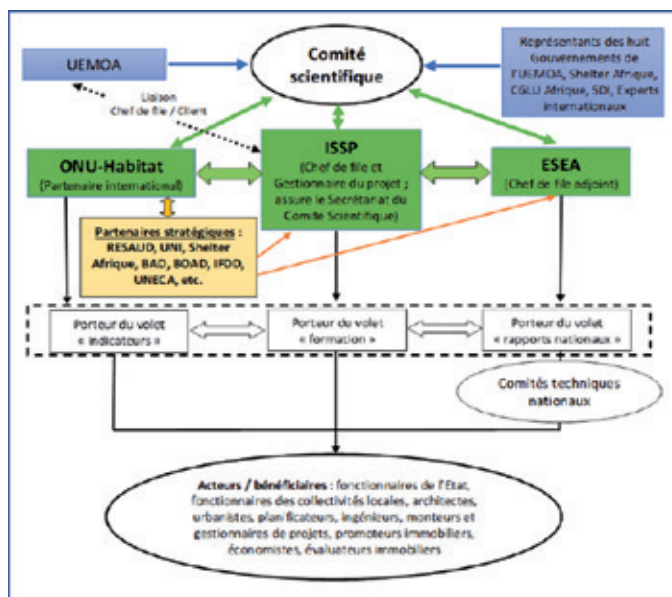 Comité
scientifique
UEMOA
Représentants des huit
Gouvernements de
l'UEMOA, Shelter Afrique,
CGLU Afrique, SDI, Experts
internationaux
Liaison
Chef de file / Client
ONU-Habitat
(Partenaire international)
ISSP
(Chef de file et
Gestionnaire du projet ;
assure le Secrétariat du
Comité Scientifique)
ESEA
(Chef de file adjoint)
Partenaires stratégiques :
RESAUD, UNI, Shelter
Afrique, BAD, BOAD, IFDD,
UNECA, etc.
Porteur du volet
« indicateurs »
Porteur du volet
« formation »
Porteur du volet
« rapports nationaux »
Comités techniques
nationaux
Acteurs / bénéficiaires : fonctionnaires de l'Etat,
fonctionnaires des collectivités locales, architectes,
urbanistes, planificateurs, ingénieurs, monteurs et
gestionnaires de projets, promoteurs immobiliers,
économistes, évaluateurs immobiliers